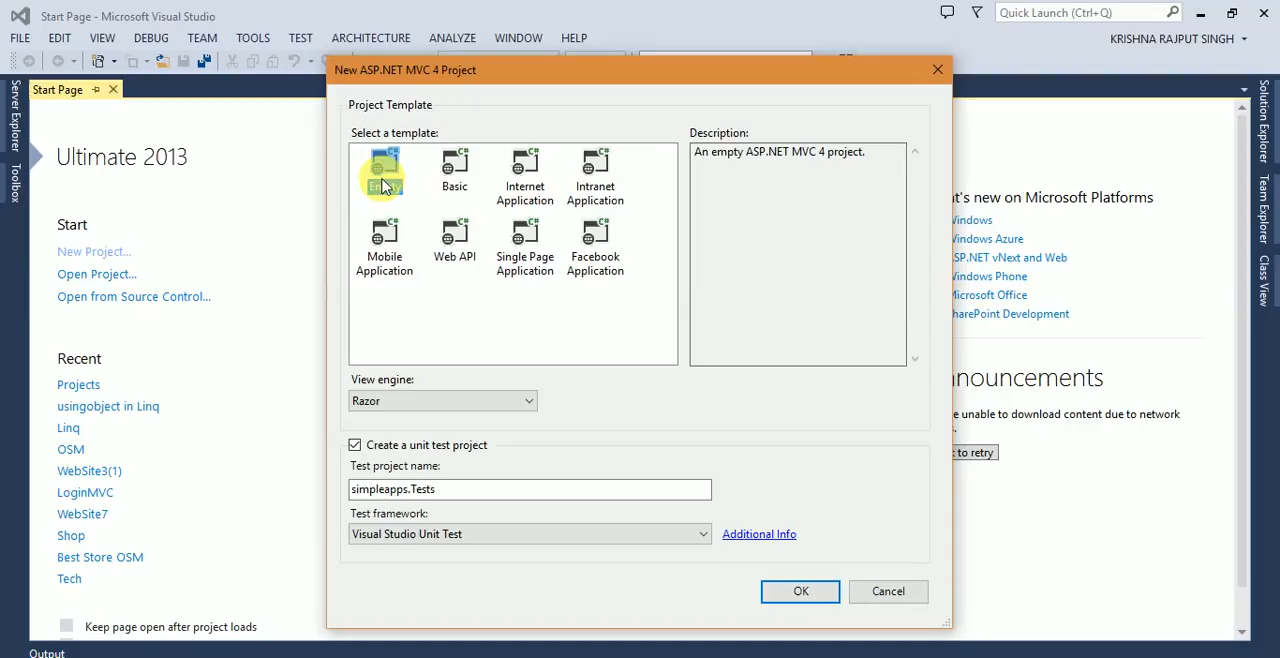 Start Page - Microsoft Visual Studio
Quick Launch (Ctrl+Q)
FILE EDIT VIEW DEBUG TEAM TOOLS TEST ARCHITECTURE ANALYZE WINDOW HELP
KRISHNA RAJPUT SINGH
Start Page
Server Explorer
Toolbox
Ultimate 2013
Start
New Project...
Open Project...
Open from Source Control...
Recent
Projects
usingobject in Linq
Linq
OSM
WebSite3(1)
LoginMVC
WebSite7
Shop
Best Store OSM
Tech
Keep page open after project loads
Output
New ASP.NET MVC 4 Project
Project Template
Select a template:
Empty
Basic
Internet Application
Intranet Application
Mobile Application
Web API
Single Page Application
Facebook Application
Description:
An empty ASP.NET MVC 4 project.
View engine:
Razor
Create a unit test project
Test project name:
simpleapps.Tests
Test framework:
Visual Studio Unit Test
Additional Info
OK
Cancel
new on Microsoft Platforms
Windows Azure
vNext and Web
Phone
Office
Development
unable to download content due to network
to retry
Solution Explorer
Team Explorer
Class View